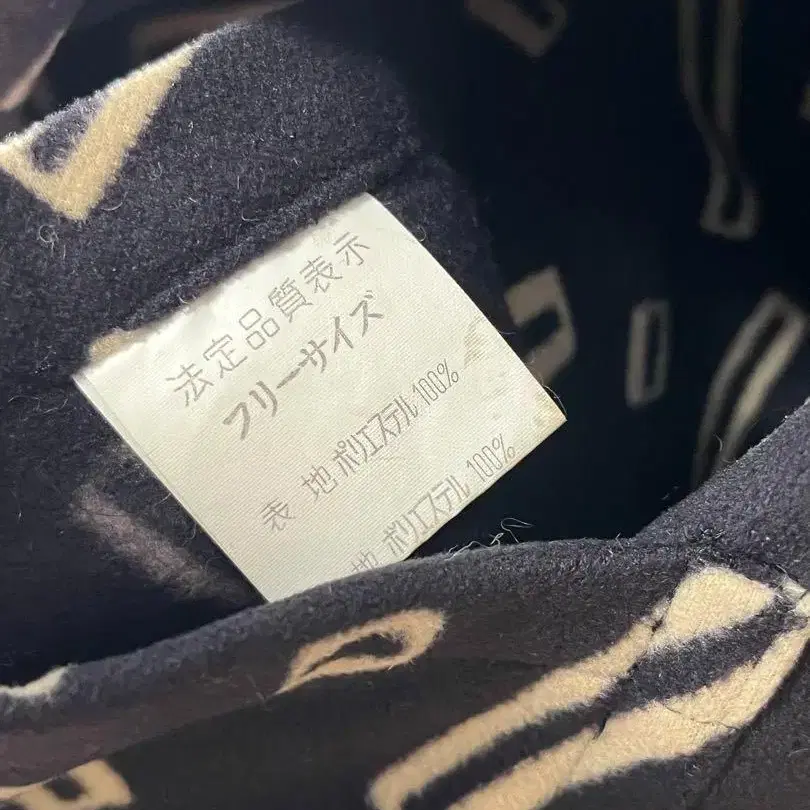 法定品質表示
フリーサイズ
表 地 ポリエステル 100%
地 ポリエステル 100%